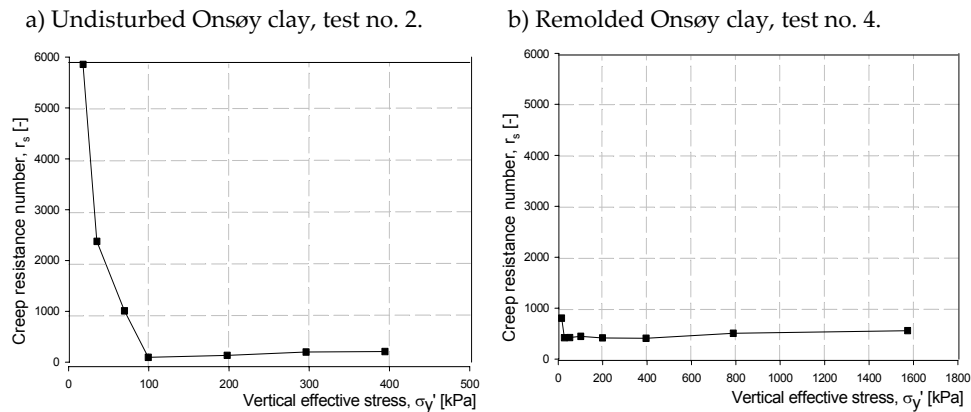 a) Undisturbed Onsøy clay, test no. 2.
6000
5000
4000
3000
2000
1000
0
Creep resistance number, rs [-]
0 100 200 300 400 500
Vertical effective stress, σy' [kPa]
b) Remolded Onsøy clay, test no. 4.
6000
5000
4000
3000
2000
1000
0
Creep resistance number, rs [-]
0 200 400 600 800 1000 1200 1400 1600 1800
Vertical effective stress, σy' [kPa]